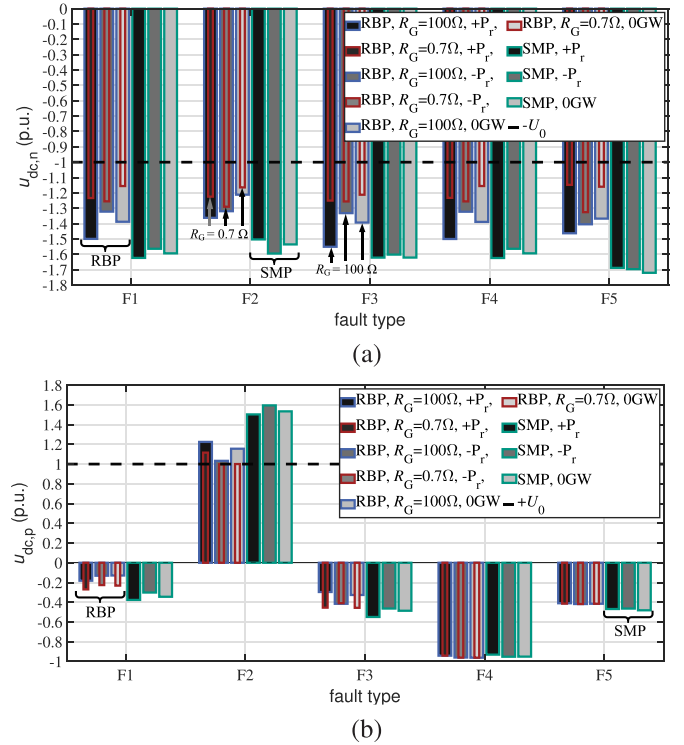 0
-0.1
-0.2
-0.3
-0.4
-0.5
-0.6
-0.7
-0.8
-0.9
-1
-1.1
-1.2
-1.3
-1.4
-1.5
-1.6
-1.7
-1.8
u_dc,n (p.u.)
RBP, R_G=100Ω, +P_r, RBP, R_G=0.7Ω, 0GW
RBP, R_G=0.7Ω, +P_r, SMP, +P_r
RBP, R_G=100Ω, -P_r, SMP, -P_r
RBP, R_G=0.7Ω, -P_r, SMP, 0GW
RBP, R_G=100Ω, 0GW -U_0
R_G = 0.7 Ω
RBP
SMP
R_G = 100 Ω
F1 F2 F3 F4 F5
fault type
(a)
1.8
1.6
1.4
1.2
1
0.8
0.6
0.4
0.2
0
-0.2
-0.4
-0.6
-0.8
-1
u_dc,p (p.u.)
RBP, R_G=100Ω, +P_r, RBP, R_G=0.7Ω, 0GW
RBP, R_G=0.7Ω, +P_r, SMP, +P_r
RBP, R_G=100Ω, -P_r, SMP, -P_r
RBP, R_G=0.7Ω, -P_r, SMP, 0GW
RBP, R_G=100Ω, 0GW +U_0
RBP
SMP
F1 F2 F3 F4 F5
fault type
(b)